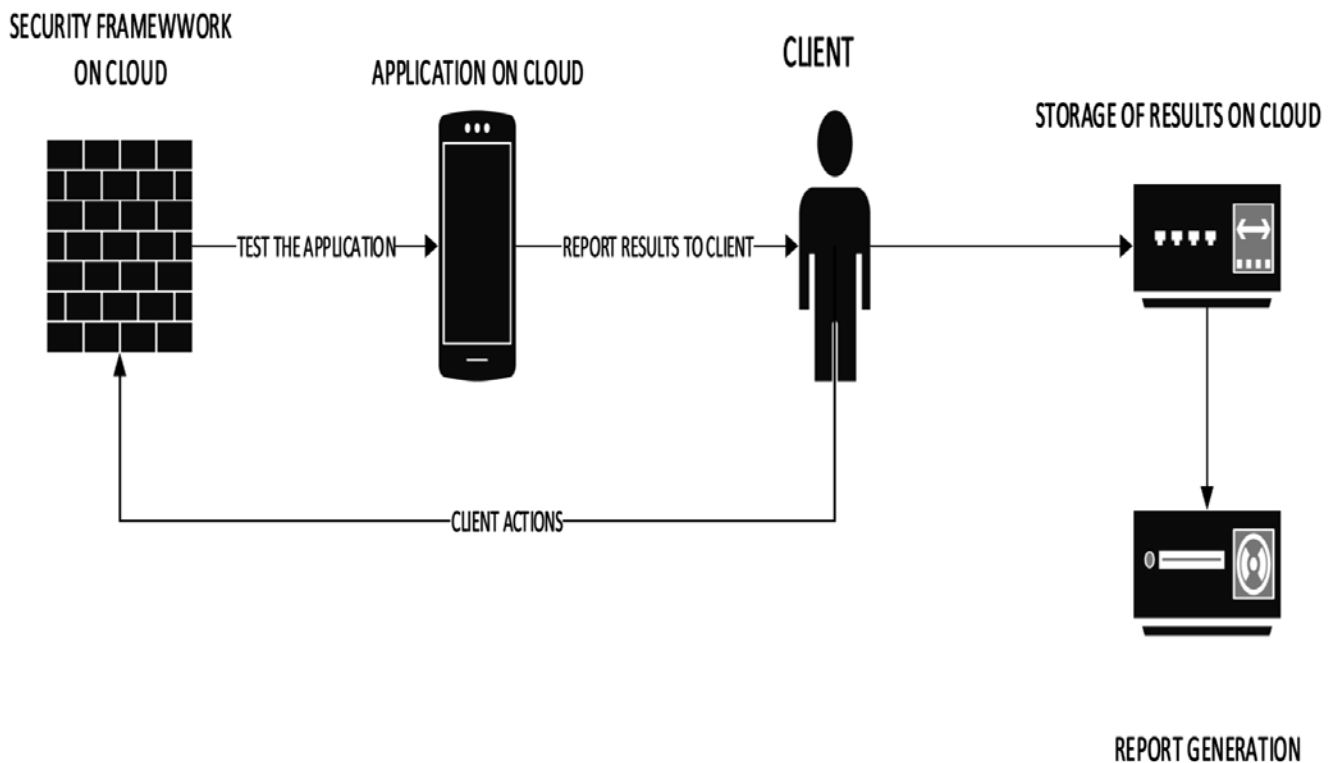 SECURITY FRAMEWWORK
ON CLOUD
APPLICATION ON CLOUD
CLIENT
STORAGE OF RESULTS ON CLOUD
TEST THE APPLICATION
REPORT RESULTS TO CLIENT
CLIENT ACTIONS
REPORT GENERATION